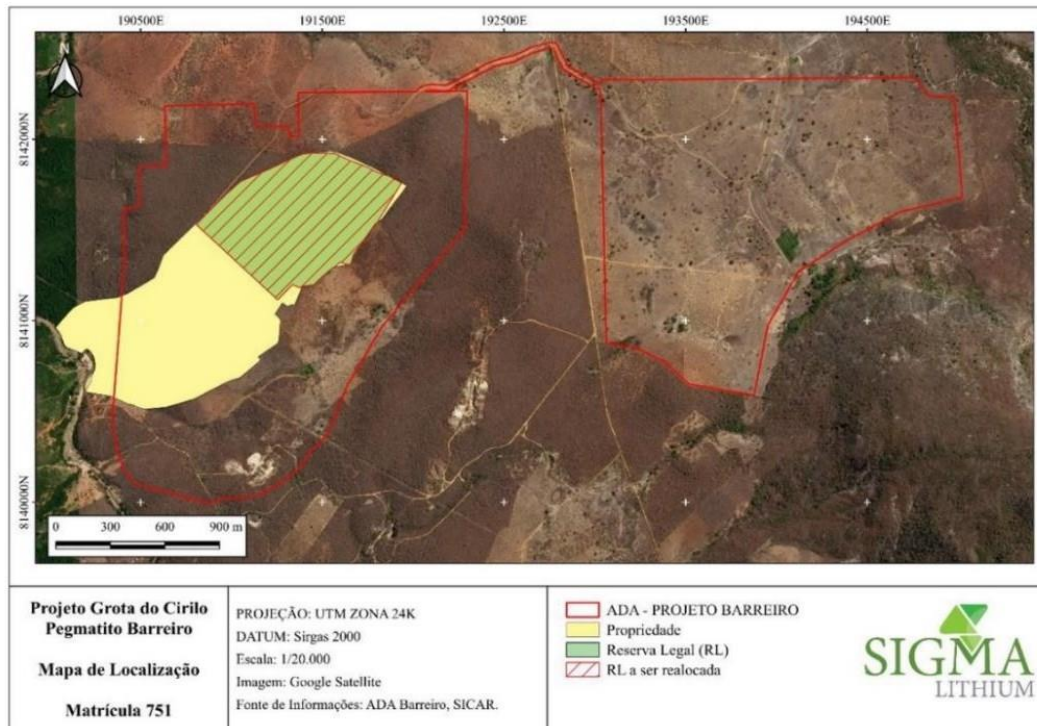 190500E 191500E 192500E 193500E 194500E
N
8142000N
8141000N
8140000N
0 300 600 900 m
Projeto Grota do Cirilo
Pegmatito Barreiro
Mapa de Localização
Matrícula 751
PROJEÇÃO: UTM ZONA 24K
DATUM: Sirgas 2000
Escala: 1/20.000
Imagem: Google Satellite
Fonte de Informações: ADA Barreiro, SICAR.
ADA - PROJETO BARREIRO
Propriedade
Reserva Legal (RL)
RL a ser realocada
SIGMA
LITHIUM